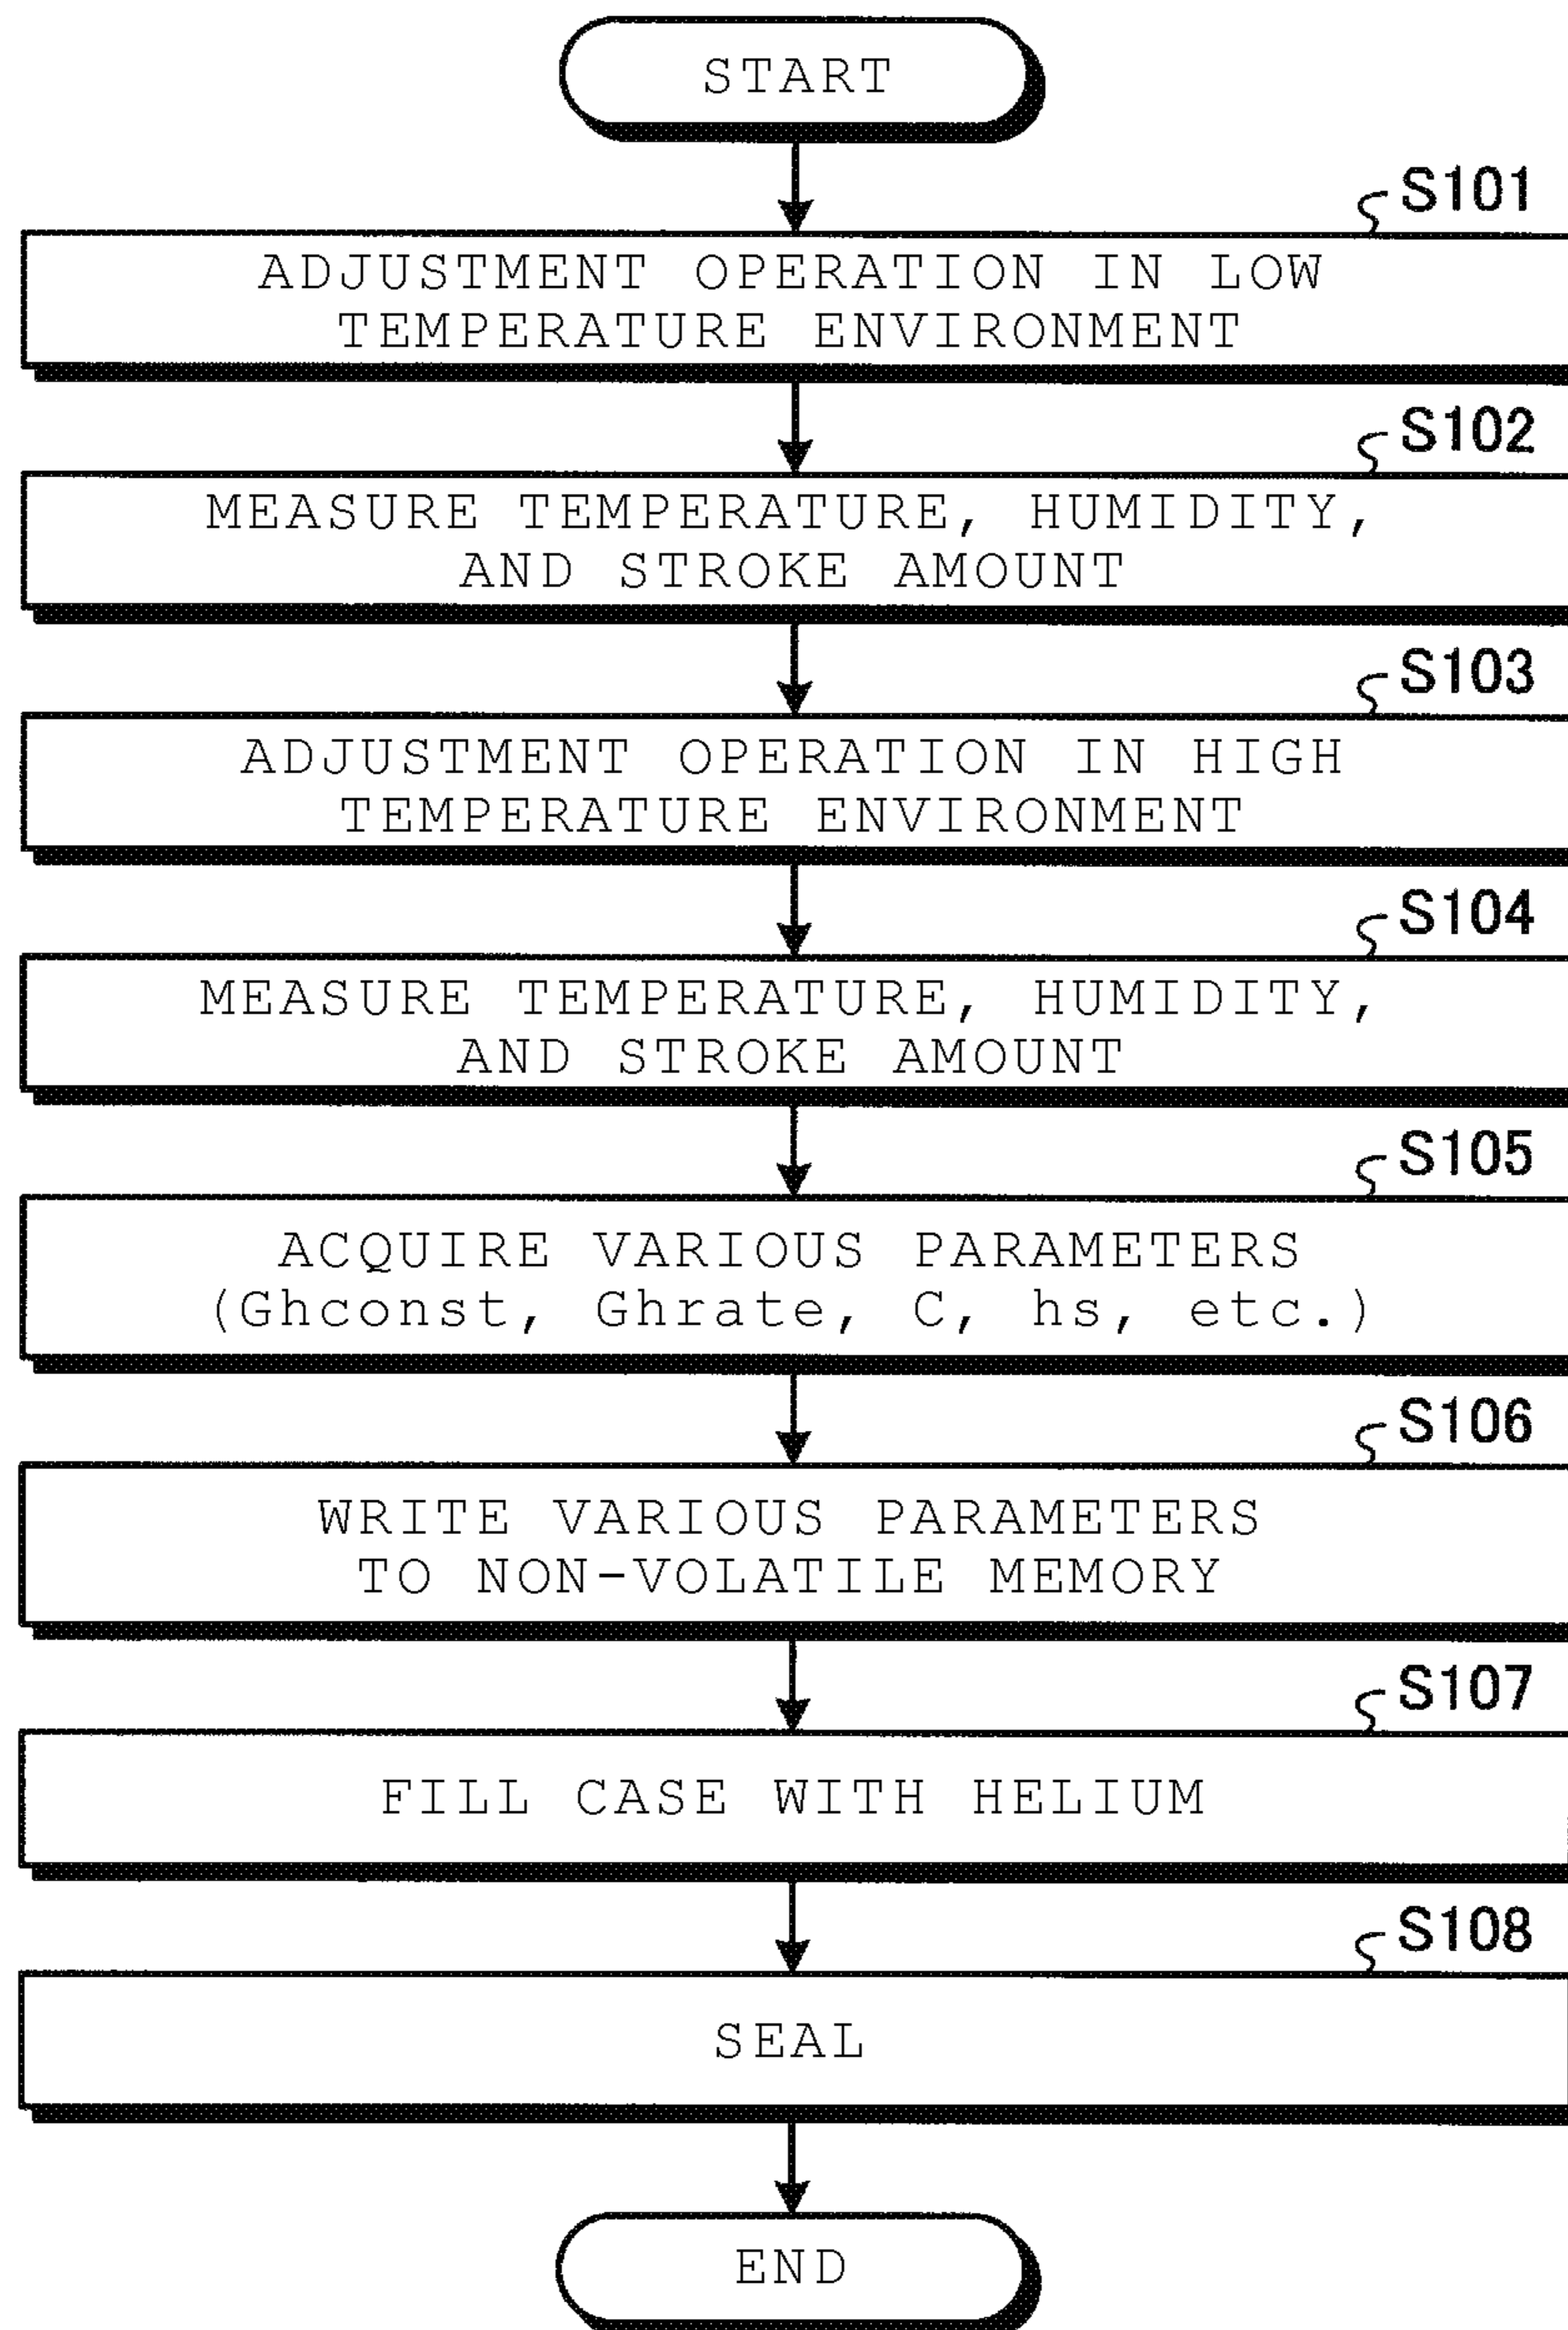 START
S101
ADJUSTMENT OPERATION IN LOW
TEMPERATURE ENVIRONMENT
S102
MEASURE TEMPERATURE, HUMIDITY,
AND STROKE AMOUNT
S103
ADJUSTMENT OPERATION IN HIGH
TEMPERATURE ENVIRONMENT
S104
MEASURE TEMPERATURE, HUMIDITY,
AND STROKE AMOUNT
S105
ACQUIRE VARIOUS PARAMETERS
(Ghconst, Ghrate, C, hs, etc.)
S106
WRITE VARIOUS PARAMETERS
TO NON-VOLATILE MEMORY
S107
FILL CASE WITH HELIUM
S108
SEAL
END